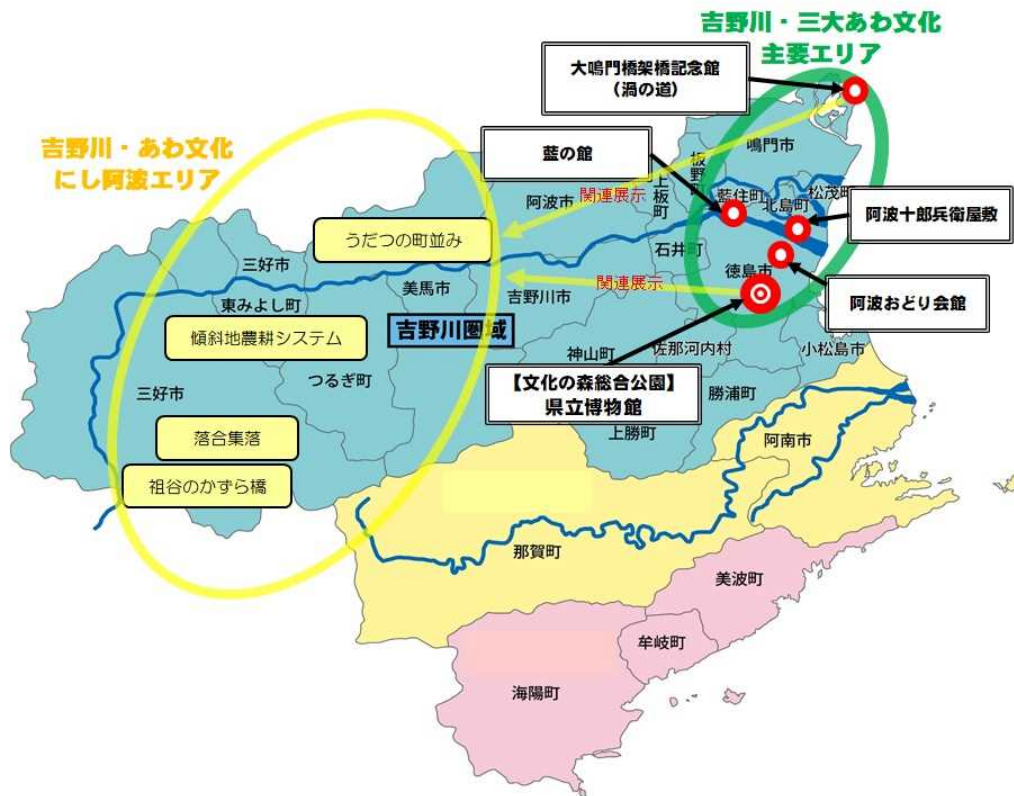 吉野川・三大あわ文化
主要エリア
大鳴門橋架橋記念館
（渦の道）
吉野川・あわ文化
にし阿波エリア
藍の館
鳴門市
板野町
上板町
藍住町
松茂町
北島町
阿波十郎兵衛屋敷
阿波市
関連展示
うだつの町並み
石井町
徳島市
三好市
美馬市
吉野川市
関連展示
阿波おどり会館
東みよし町
吉野川圏域
傾斜地農耕システム
神山町
佐那河内村
小松島市
つるぎ町
三好市
【文化の森総合公園】
県立博物館
勝浦町
落合集落
上勝町
阿南市
祖谷のかずら橋
那賀町
美波町
牟岐町
海陽町